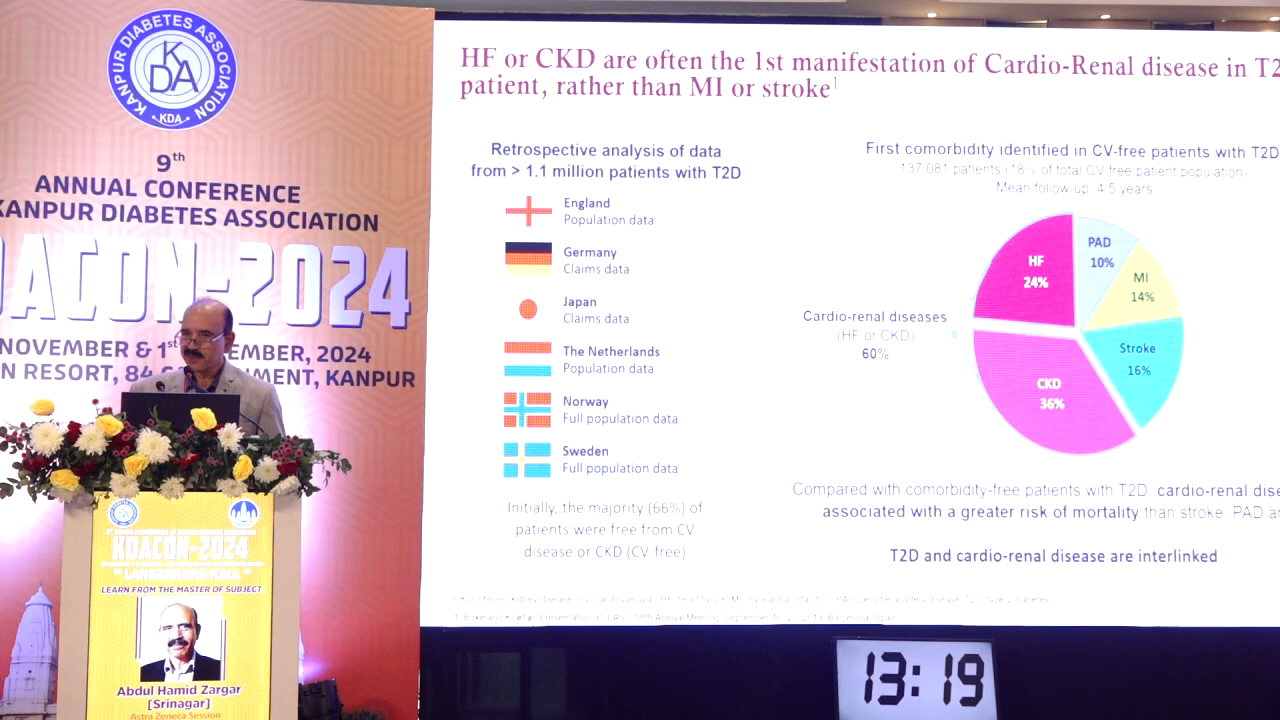 KANPUR DIABETES ASSOCIATION
KDA
KDA
9th
ANNUAL CONFERENCE
KANPUR DIABETES ASSOCIATION
DACON-2024
NOVEMBER & 1st EMBER, 2024
N RESORT, 84 NMENT, KANPUR
KDACON-2024
LEARN FROM THE MASTER OF SUBJECT
Abdul Hamid Zargar
[Srinagar]
Astra Zeneca Session
HF or CKD are often the 1st manifestation of Cardio-Renal disease in T2
patient, rather than MI or stroke1
Retrospective analysis of data
from > 1.1 million patients with T2D
England
Population data
Germany
Claims data
Japan
Claims data
The Netherlands
Population data
Norway
Full population data
Sweden
Full population data
Initially, the majority (66%) of
patients were free from CV
disease or CKD (CV free)
First comorbidity identified in CV-free patients with T2D
137,081 patients (18% of total CV free patient population)
Mean follow-up: 4.5 years
PAD
10%
MI
14%
Stroke
16%
CKD
36%
HF
24%
Cardio-renal diseases
(HF or CKD)
60%
Compared with comorbidity-free patients with T2D, cardio-renal dise
associated with a greater risk of mortality than stroke, PAD a
T2D and cardio-renal disease are interlinked
13:19